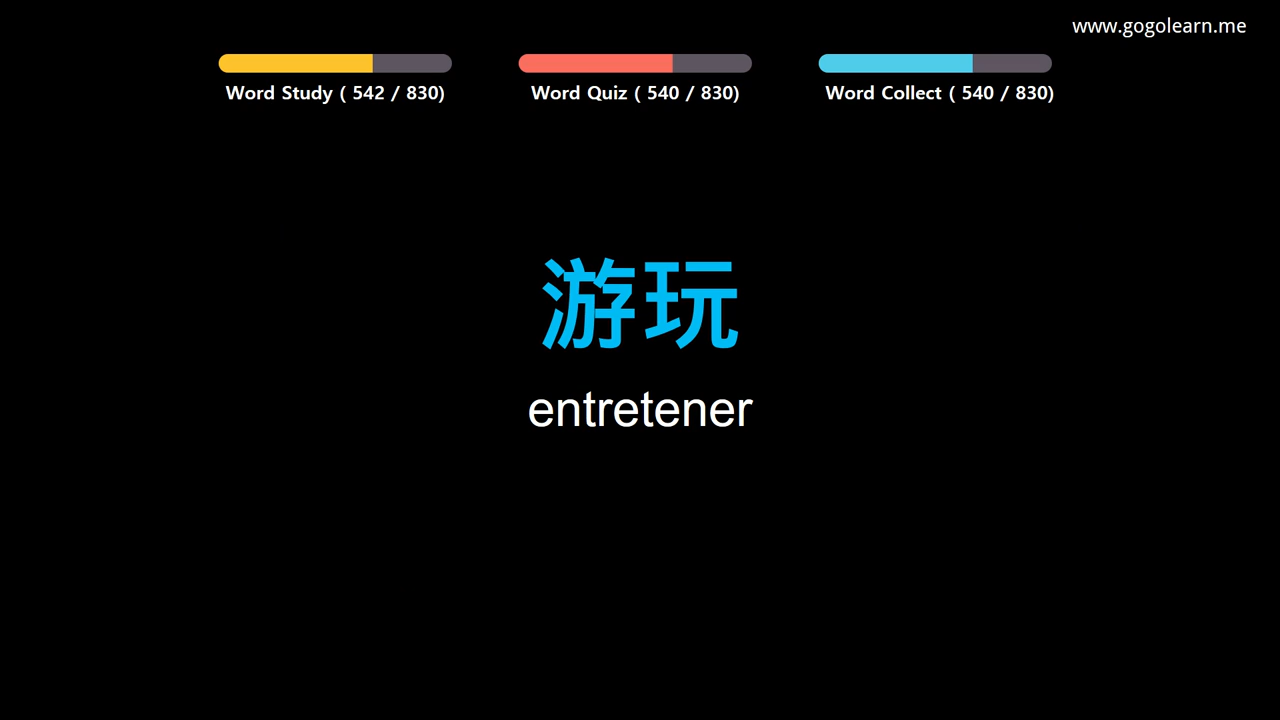 www.gogolearn.me
Word Study ( 542 / 830)
Word Quiz ( 540 / 830)
Word Collect ( 540 / 830)
游玩
entretener